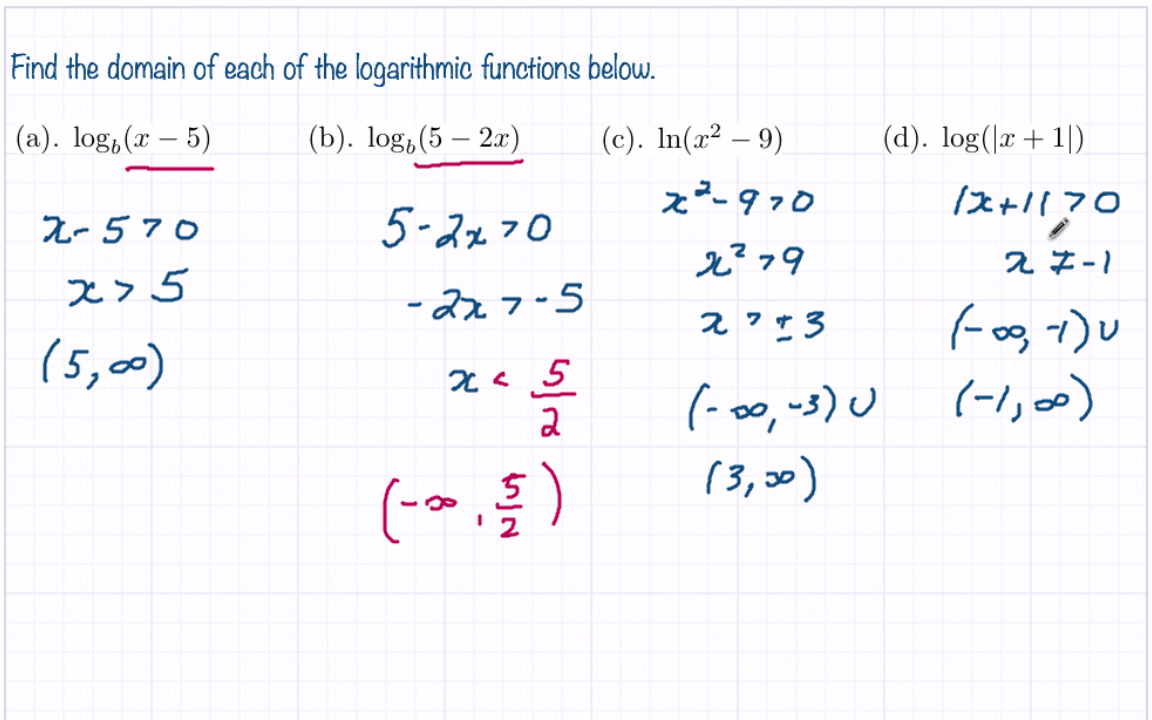 Find the domain of each of the logarithmic functions below.
(a). log_b(x − 5)
x - 5 > 0
x > 5
(5, ∞)
(b). log_b(5 − 2x)
5 - 2x > 0
-2x > -5
x < 5/2
(-∞, 5/2)
(c). ln(x² − 9)
x² - 9 > 0
x² > 9
x > ± 3
(-∞, -3) ∪
(3, ∞)
(d). log(|x + 1|)
|x + 1| > 0
x ≠ -1
(-∞, -1) ∪
(-1, ∞)